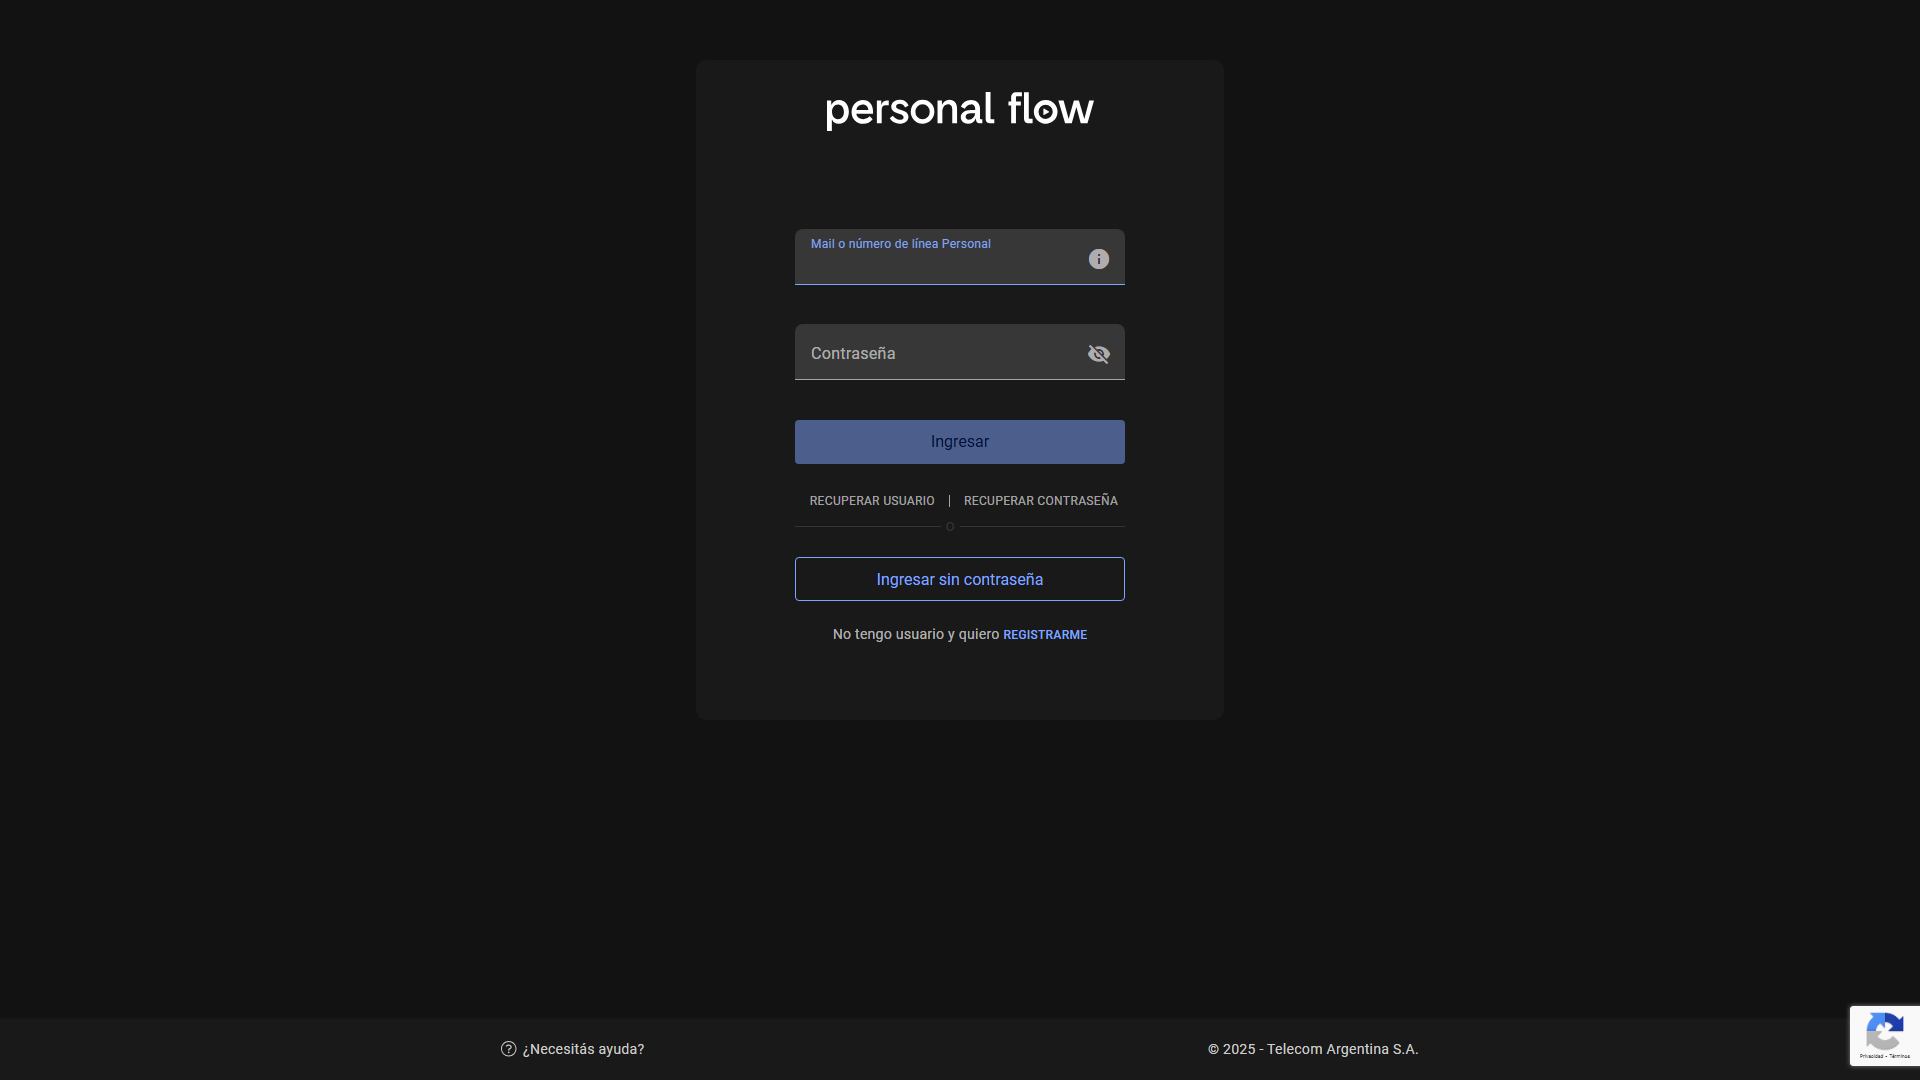 personal flow
Mail o número de línea Personal
Contraseña
Ingresar
RECUPERAR USUARIO | RECUPERAR CONTRASEÑA
O
Ingresar sin contraseña
No tengo usuario y quiero REGISTRARME
¿Necesitás ayuda?
© 2025 - Telecom Argentina S.A.
Privacidad - Términos